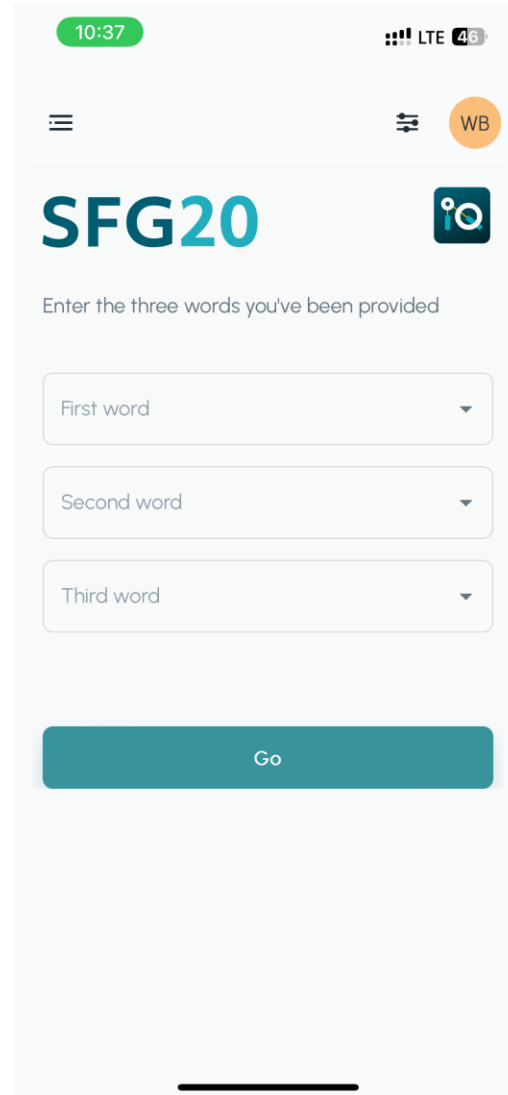 10:37 LTE 46
WB
SFG20
iQ
Enter the three words you've been provided
First word
Second word
Third word
Go